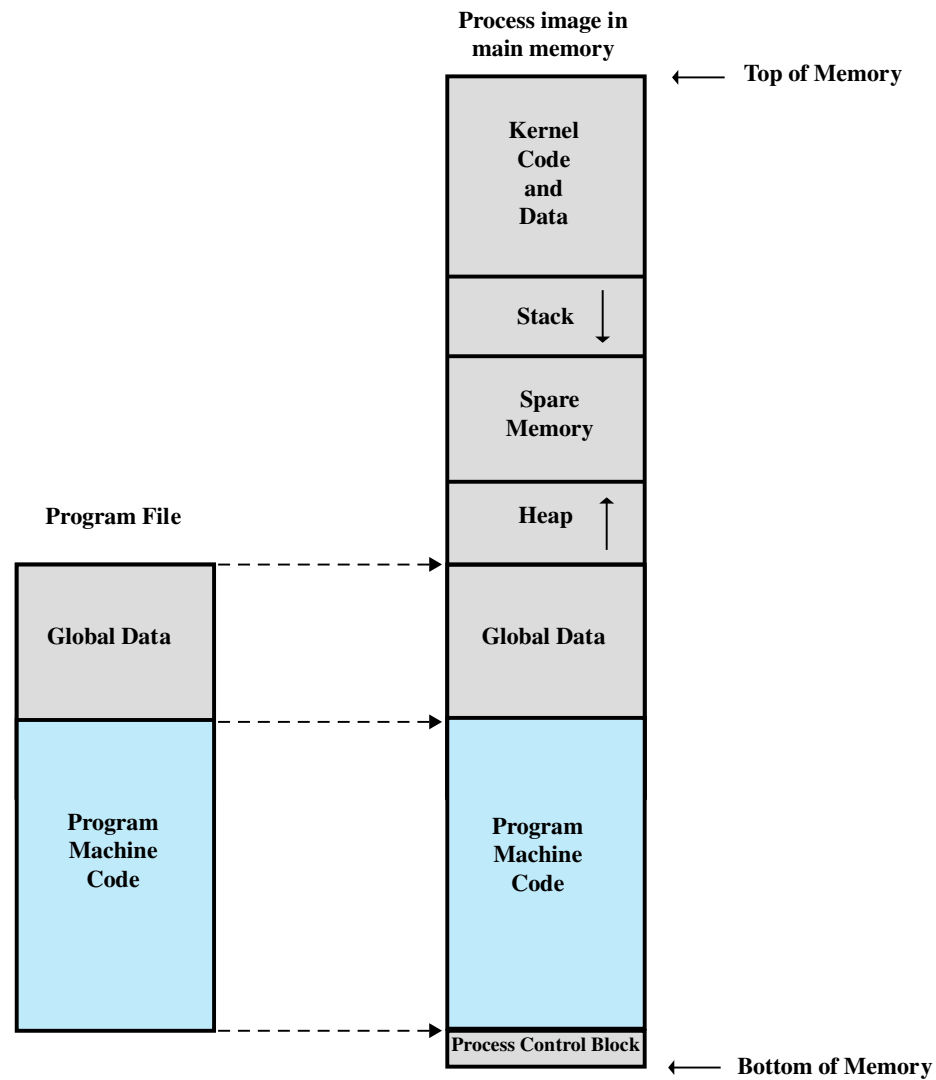 Process image in
main memory
Top of Memory
Kernel
Code
and
Data
Stack
Spare
Memory
Heap
Program File
Global Data
Global Data
Program
Machine
Code
Program
Machine
Code
Process Control Block
Bottom of Memory